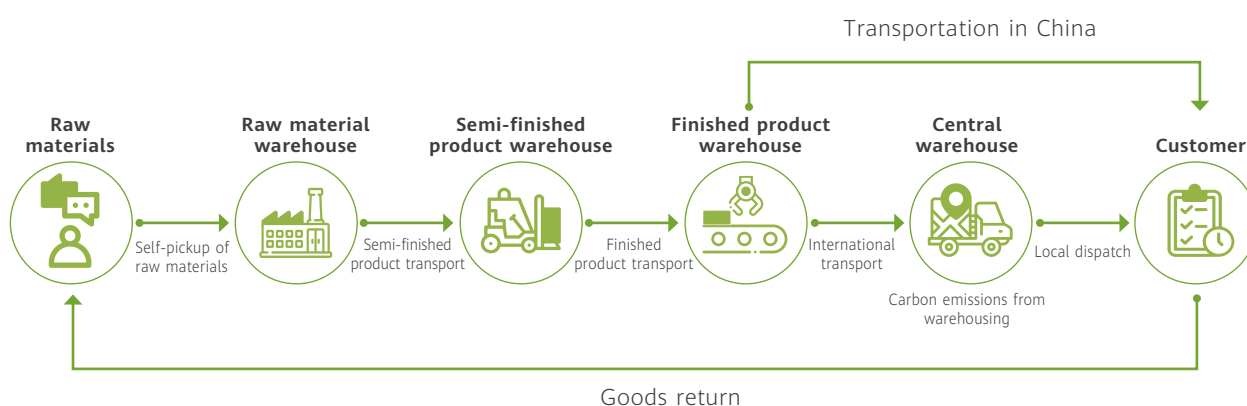 Transportation in China
Raw
materials
Raw material
warehouse
Semi-finished
product warehouse
Finished product
warehouse
Central
warehouse
Customer
Self-pickup of
raw materials
Semi-finished
product transport
Finished
product transport
International
transport
Local dispatch
Carbon emissions from
warehousing
Goods return